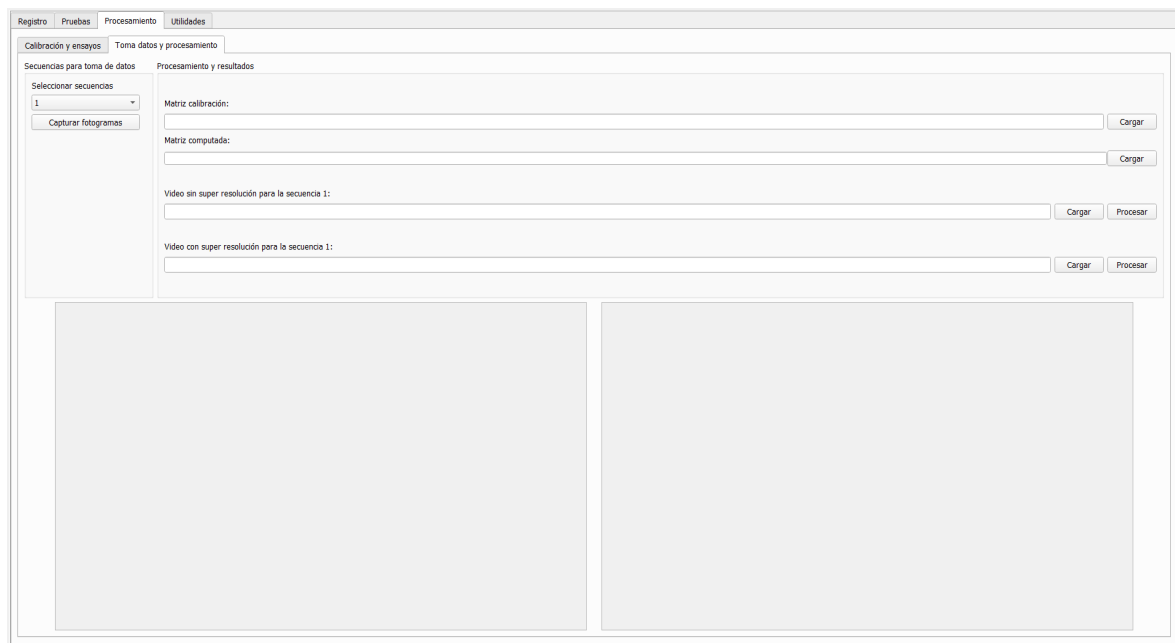 Registro Pruebas Procesamiento Utilidades
Calibración y ensayos Toma datos y procesamiento
Secuencias para toma de datos
Seleccionar secuencias
1
Capturar fotogramas
Procesamiento y resultados
Matriz calibración:
Cargar
Matriz computada:
Cargar
Video sin super resolución para la secuencia 1:
Cargar Procesar
Video con super resolución para la secuencia 1:
Cargar Procesar